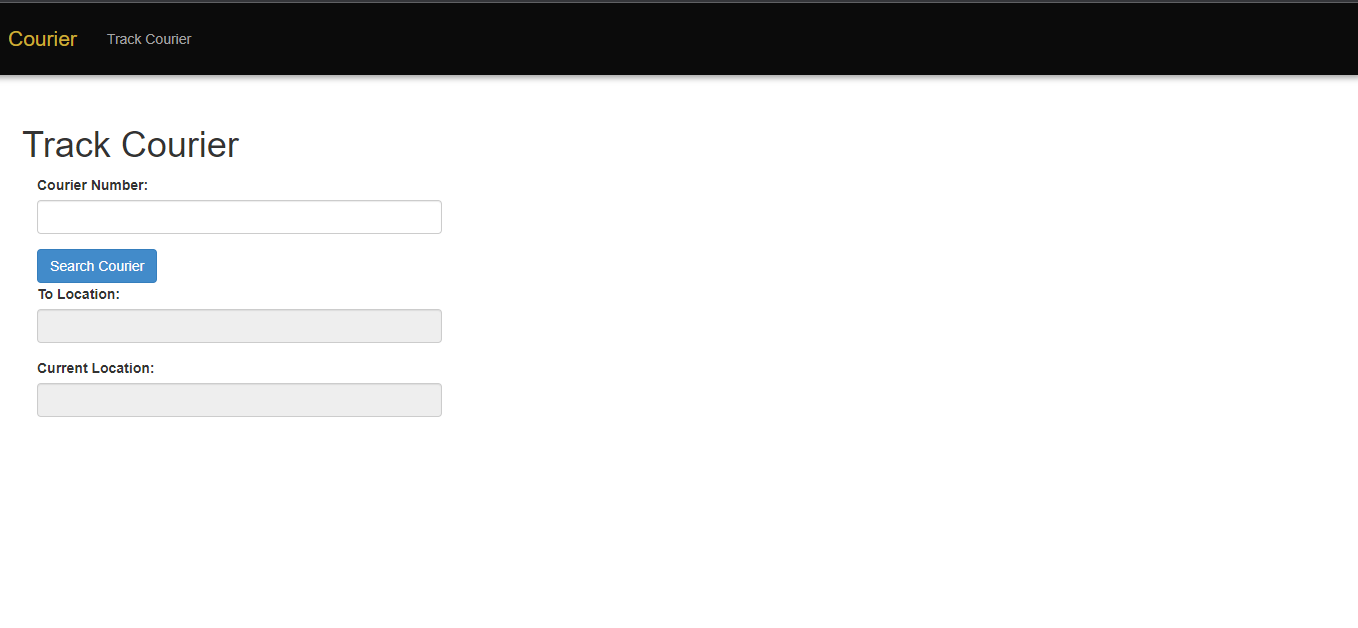 Courier Track Courier
Track Courier
Courier Number:
Search Courier
To Location:
Current Location: